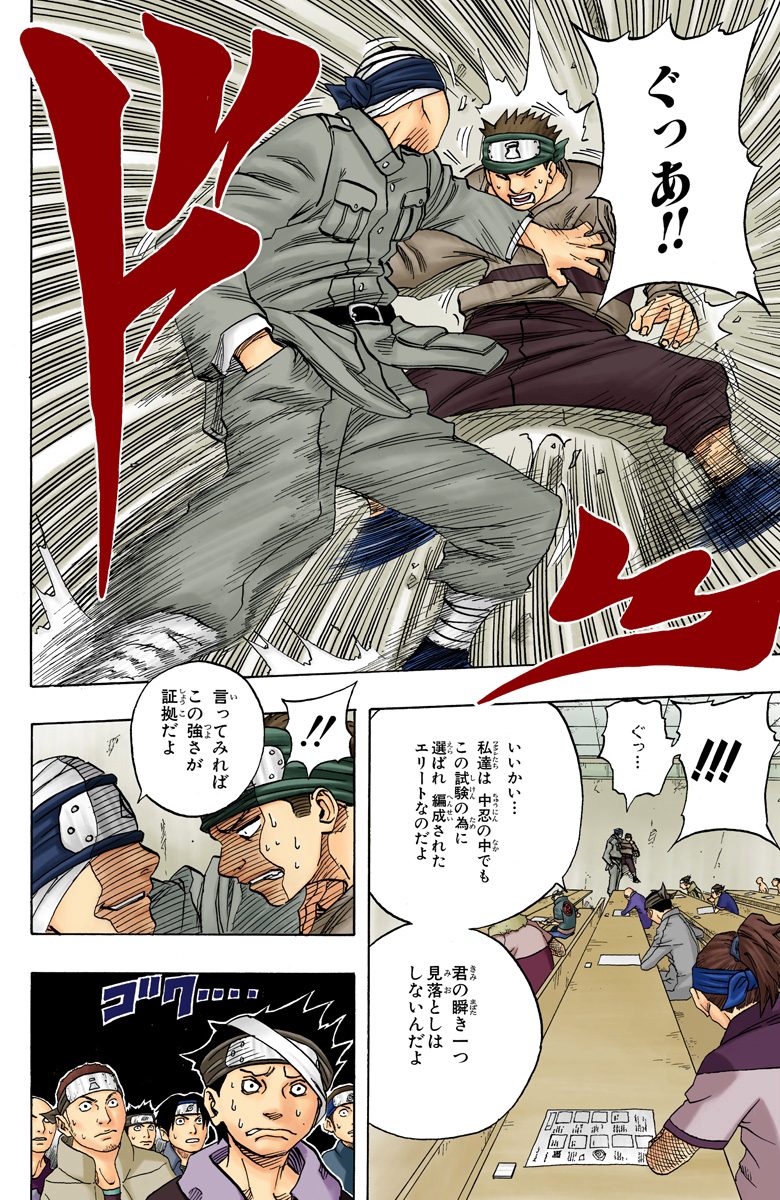 ぐっあ!!
ドッ
!!!
ぐっ…
いいかい…
私達は 中忍の中でも
この試験の為に
選ばれ 編成された
エリートなのだよ
君の瞬き一つ
見落としは
しないんだよ
!!
言ってみれば
この強さが
証拠だよ
ゴク‥‥